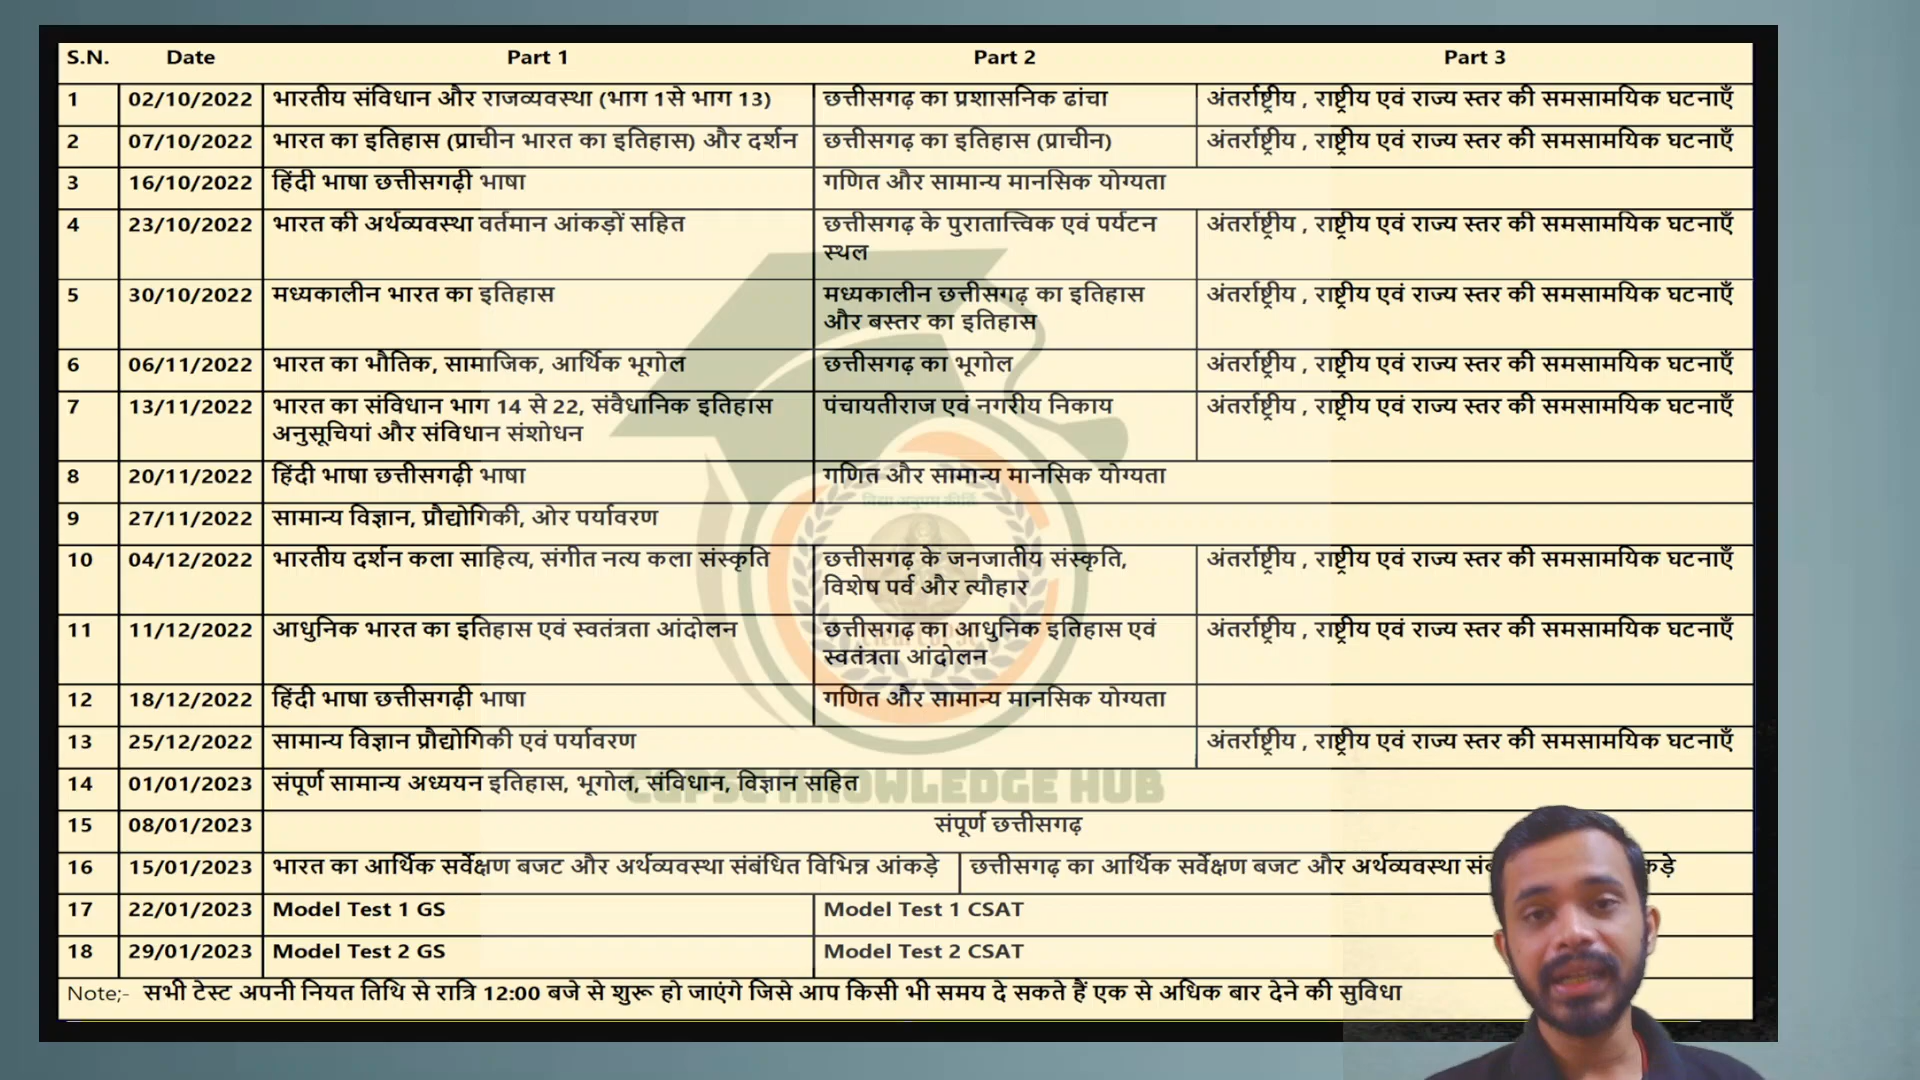 S.N. Date Part 1 Part 2 Part 3
1 02/10/2022 भारतीय संविधान और राजव्यवस्था (भाग 1से भाग 13) छत्तीसगढ़ का प्रशासनिक ढांचा अंतर्राष्ट्रीय , राष्ट्रीय एवं राज्य स्तर की समसामयिक घटनाएँ
2 07/10/2022 भारत का इतिहास (प्राचीन भारत का इतिहास) और दर्शन छत्तीसगढ़ का इतिहास (प्राचीन) अंतर्राष्ट्रीय , राष्ट्रीय एवं राज्य स्तर की समसामयिक घटनाएँ
3 16/10/2022 हिंदी भाषा छत्तीसगढ़ी भाषा गणित और सामान्य मानसिक योग्यता
4 23/10/2022 भारत की अर्थव्यवस्था वर्तमान आंकड़ों सहित छत्तीसगढ़ के पुरातात्त्विक एवं पर्यटन अंतर्राष्ट्रीय , राष्ट्रीय एवं राज्य स्तर की समसामयिक घटनाएँ
स्थल
5 30/10/2022 मध्यकालीन भारत का इतिहास मध्यकालीन छत्तीसगढ़ का इतिहास अंतर्राष्ट्रीय , राष्ट्रीय एवं राज्य स्तर की समसामयिक घटनाएँ
और बस्तर का इतिहास
6 06/11/2022 भारत का भौतिक, सामाजिक, आर्थिक भूगोल छत्तीसगढ़ का भूगोल अंतर्राष्ट्रीय , राष्ट्रीय एवं राज्य स्तर की समसामयिक घटनाएँ
7 13/11/2022 भारत का संविधान भाग 14 से 22, संवैधानिक इतिहास पंचायतीराज एवं नगरीय निकाय अंतर्राष्ट्रीय , राष्ट्रीय एवं राज्य स्तर की समसामयिक घटनाएँ
अनुसूचियां और संविधान संशोधन
8 20/11/2022 हिंदी भाषा छत्तीसगढ़ी भाषा गणित और सामान्य मानसिक योग्यता
9 27/11/2022 सामान्य विज्ञान, प्रौद्योगिकी, ओर पर्यावरण
विद्या अनुपम कीर्ति
10 04/12/2022 भारतीय दर्शन कला साहित्य, संगीत नत्य कला संस्कृति छत्तीसगढ़ के जनजातीय संस्कृति, अंतर्राष्ट्रीय , राष्ट्रीय एवं राज्य स्तर की समसामयिक घटनाएँ
विशेष पर्व और त्यौहार
11 11/12/2022 आधुनिक भारत का इतिहास एवं स्वतंत्रता आंदोलन छत्तीसगढ़ का आधुनिक इतिहास एवं अंतर्राष्ट्रीय , राष्ट्रीय एवं राज्य स्तर की समसामयिक घटनाएँ
स्वतंत्रता आंदोलन
12 18/12/2022 हिंदी भाषा छत्तीसगढ़ी भाषा गणित और सामान्य मानसिक योग्यता
13 25/12/2022 सामान्य विज्ञान प्रौद्योगिकी एवं पर्यावरण अंतर्राष्ट्रीय , राष्ट्रीय एवं राज्य स्तर की समसामयिक घटनाएँ
14 01/01/2023 संपूर्ण सामान्य अध्ययन इतिहास, भूगोल, संविधान, विज्ञान सहित
CGPSC KNOWLEDGE HUB
15 08/01/2023 संपूर्ण छत्तीसगढ़
16 15/01/2023 भारत का आर्थिक सर्वेक्षण बजट और अर्थव्यवस्था संबंधित विभिन्न आंकड़े छत्तीसगढ़ का आर्थिक सर्वेक्षण बजट और अर्थव्यवस्था
17 22/01/2023 Model Test 1 GS Model Test 1 CSAT
18 29/01/2023 Model Test 2 GS Model Test 2 CSAT
Note;- सभी टेस्ट अपनी नियत तिथि से रात्रि 12:00 बजे से शुरू हो जाएंगे जिसे आप किसी भी समय दे सकते हैं एक से अधिक बार देने की सुविधा